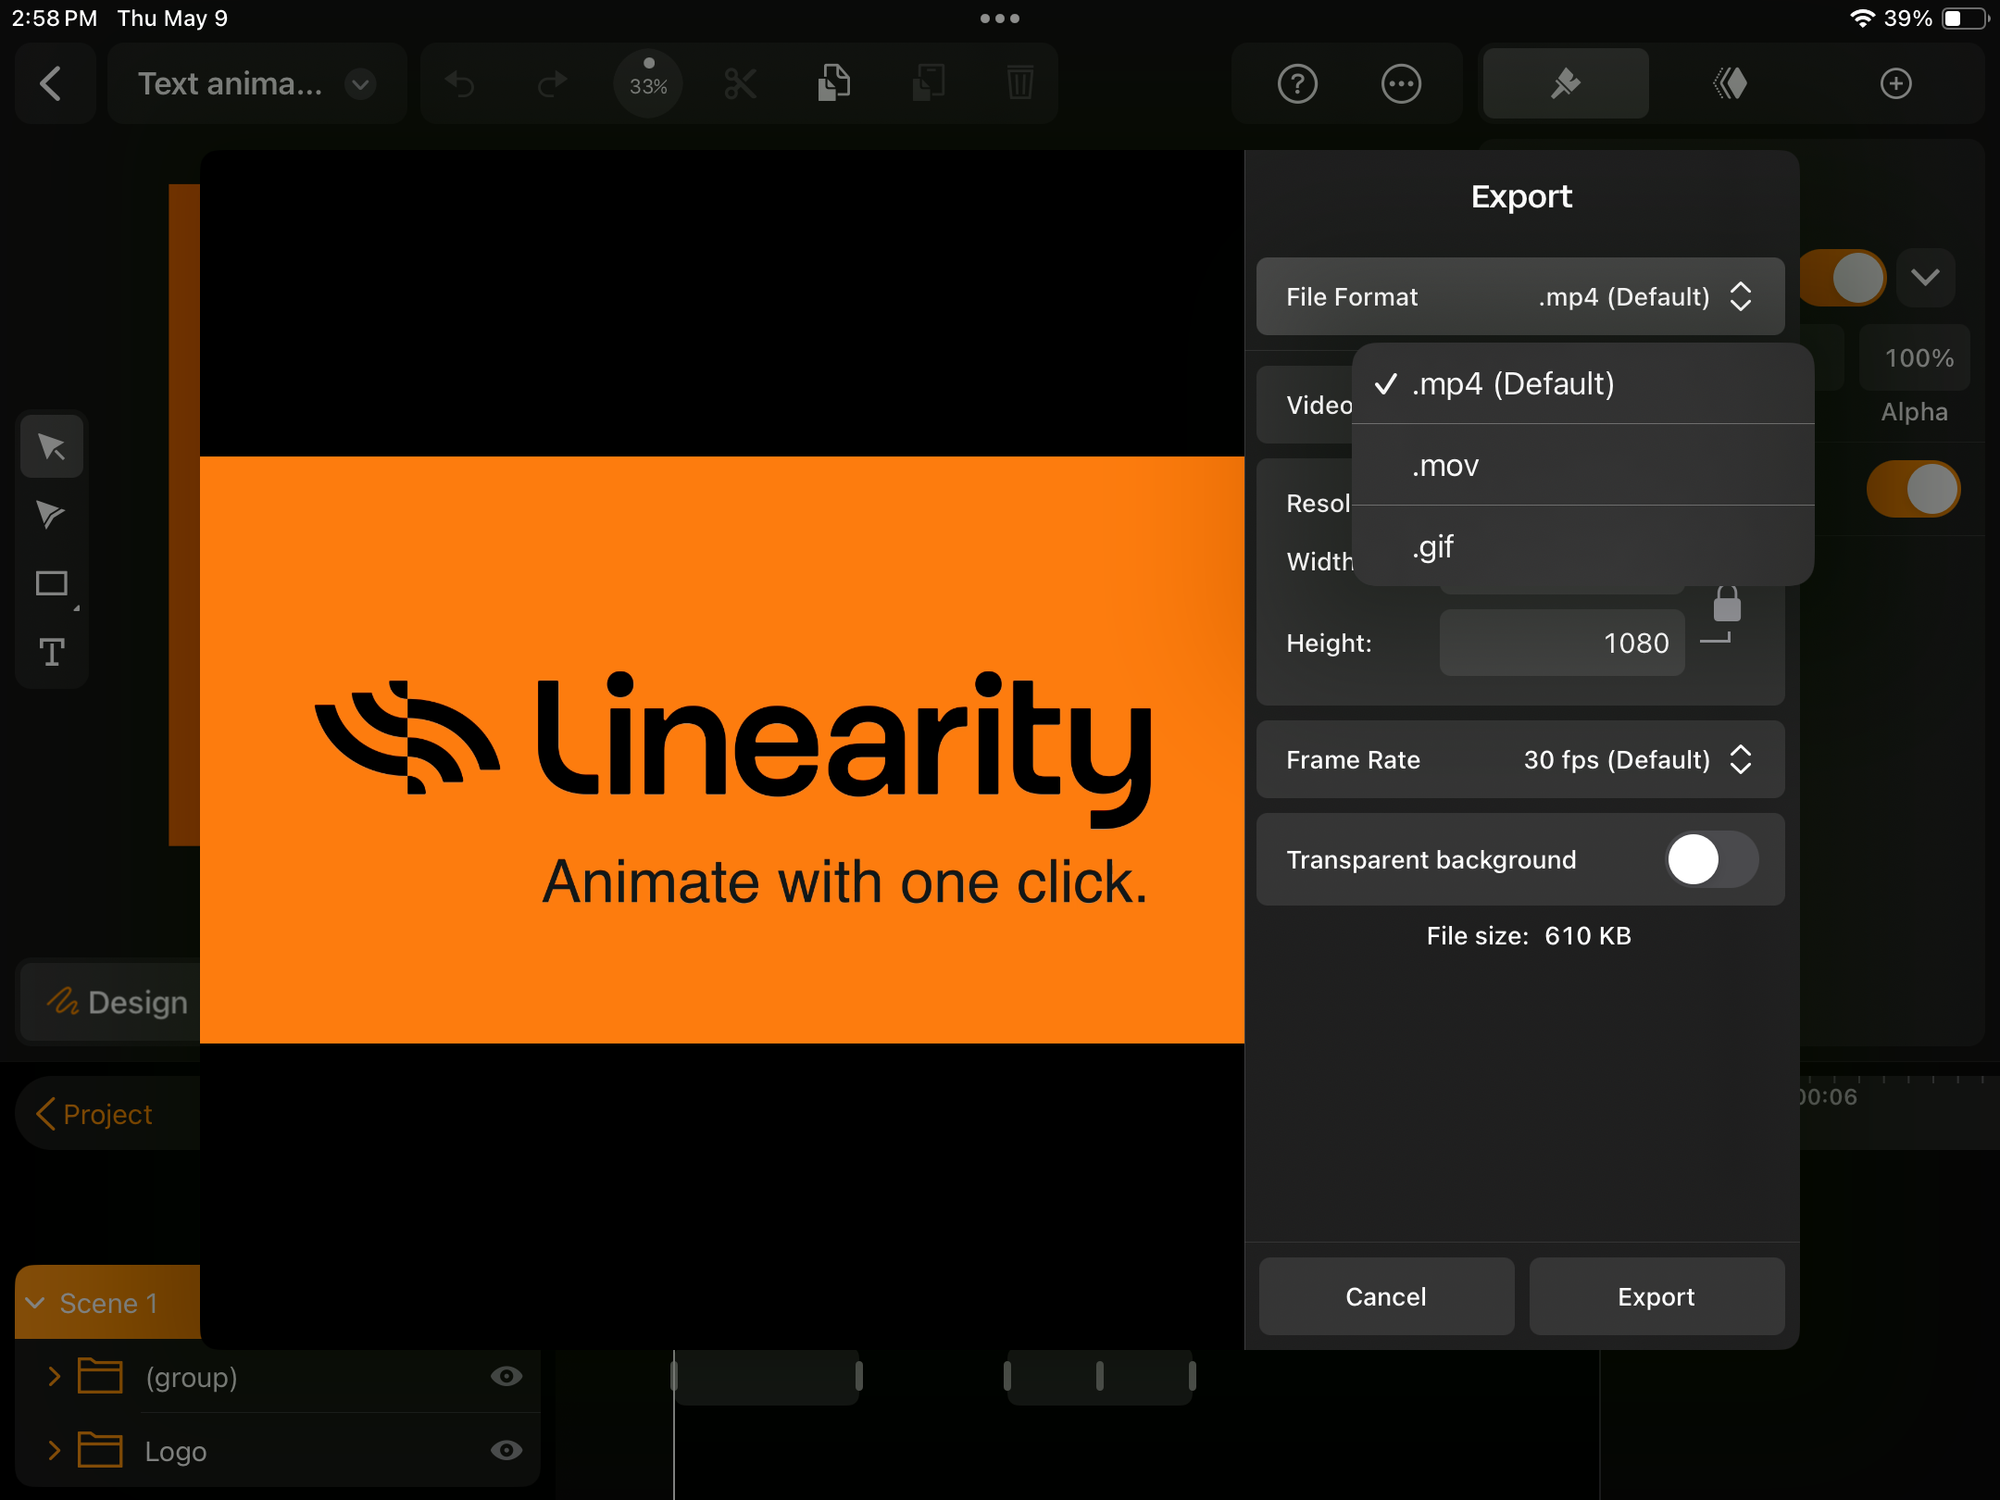 2:58 PM Thu May 9
39%
Text anima...
33%
Export
File Format .mp4 (Default)
.mp4 (Default)
.mov
.gif
Video
Resol
Width
Height: 1080
100%
Alpha
Frame Rate 30 fps (Default)
Transparent background
File size: 610 KB
Cancel
Export
Linearity
Animate with one click.
Design
Project
00:06
Scene 1
(group)
Logo